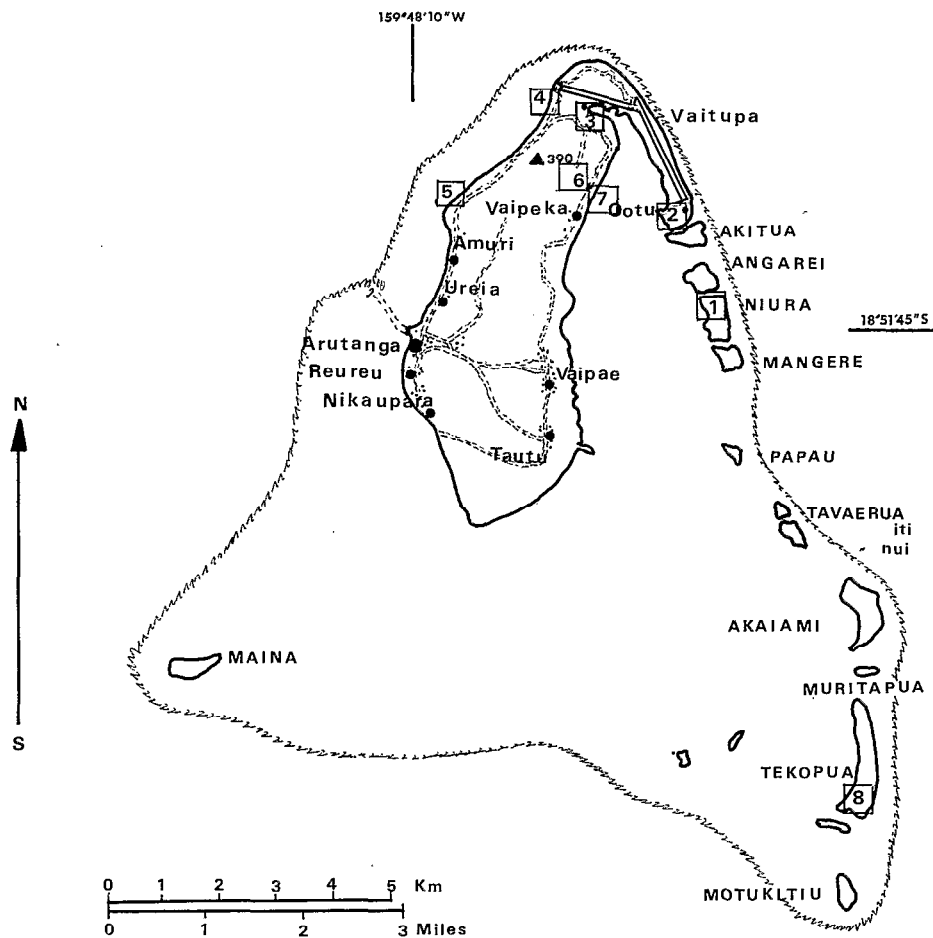 159°48'10"W
4
3
Vaitupa
390
5
6
7
Ootu
2
Vaipeka
AKITUA
Amuri
ANGAREI
Ureia
1
NIURA
18°51'45"S
Arutanga
MANGERE
Reureu
Vaipae
Nikaupara
N
Tautu
PAPAU
TAVAERUA
iti
nui
AKAIAMI
MAINA
MURITAPUA
S
TEKOPUA
8
0 1 2 3 4 5 Km
MOTUKITIU
0 1 2 3 Miles